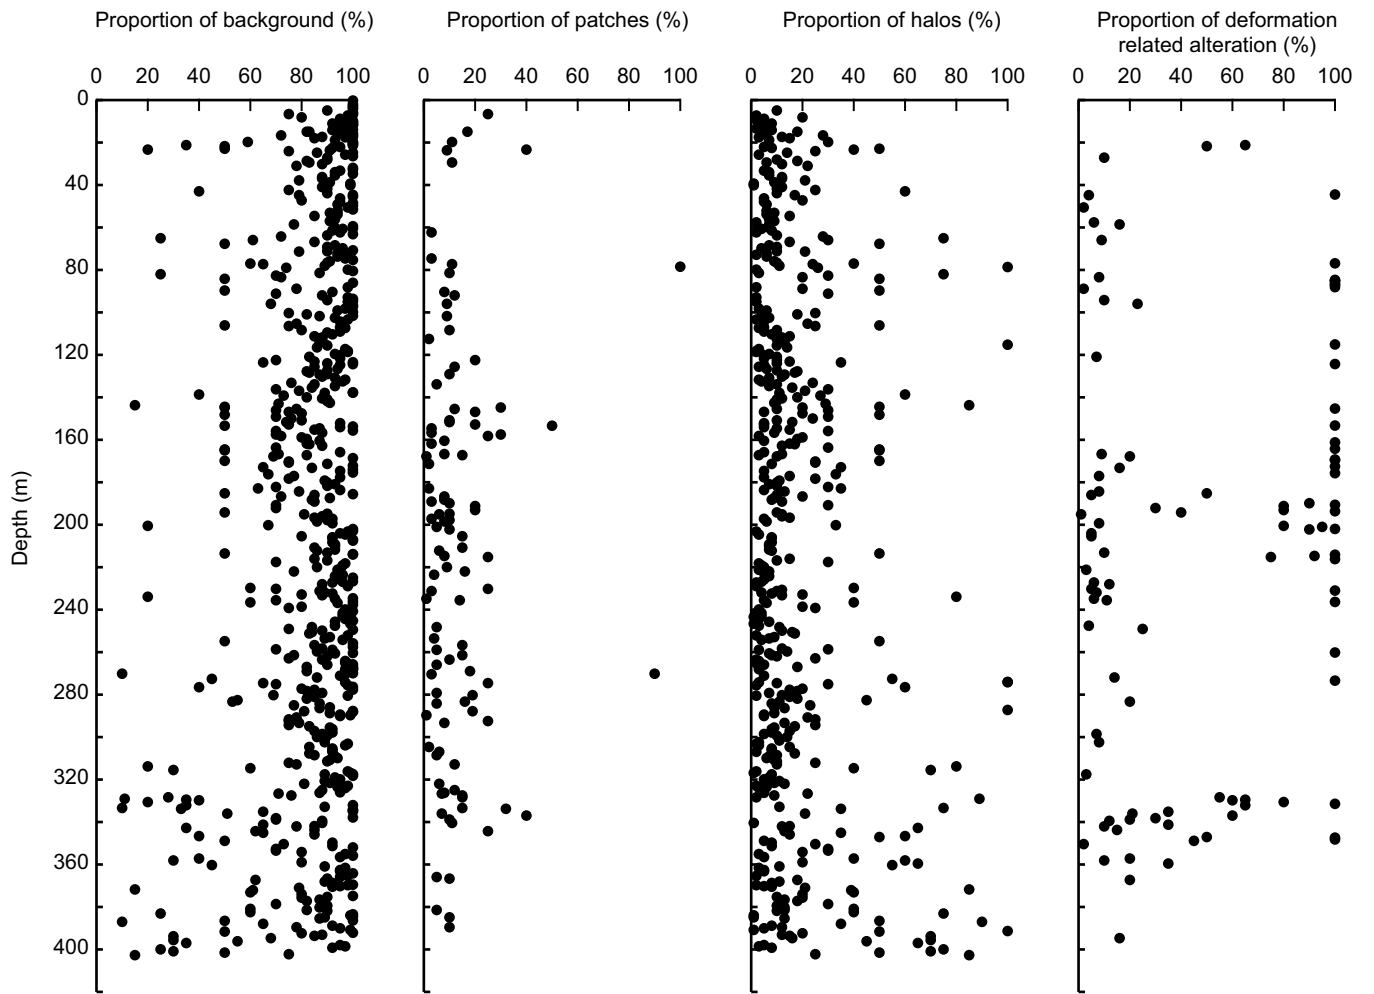 Proportion of background (%) Proportion of patches (%) Proportion of halos (%) Proportion of deformation
related alteration (%)
0 20 40 60 80 100 0 20 40 60 80 100 0 20 40 60 80 100 0 20 40 60 80 100
0
40
80
120
160
200
240
280
320
360
400
Depth (m)